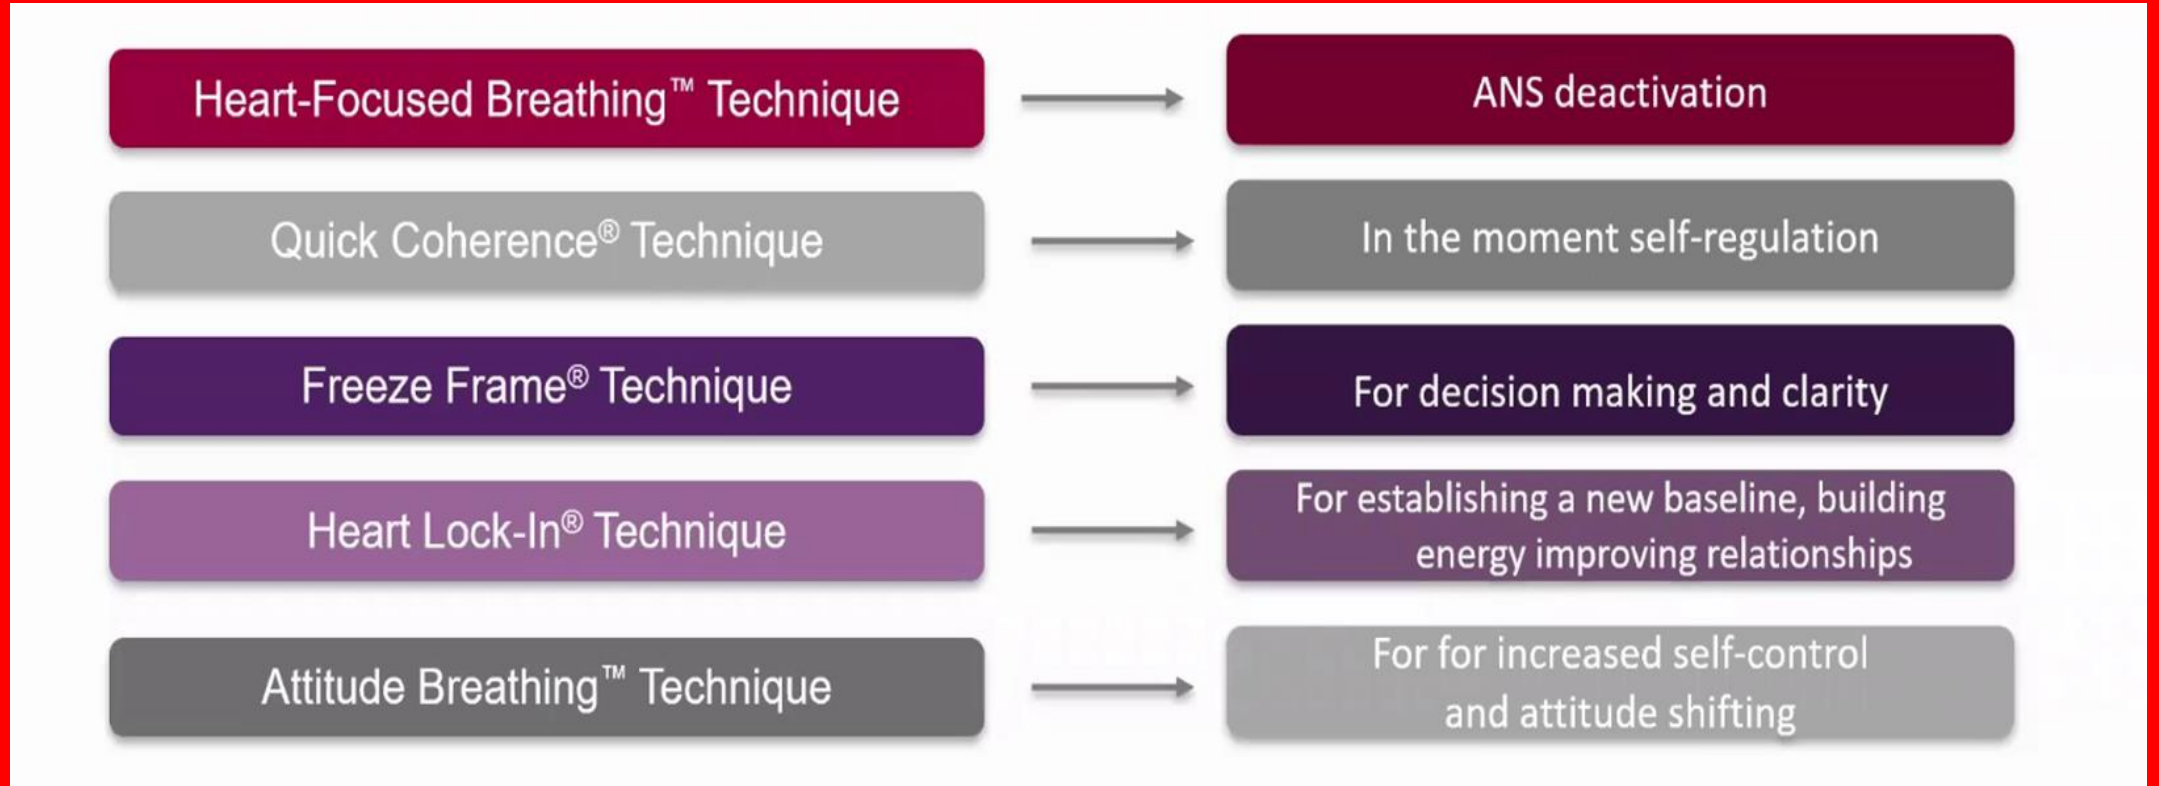 Heart-Focused Breathing™ Technique
ANS deactivation
Quick Coherence® Technique
In the moment self-regulation
Freeze Frame® Technique
For decision making and clarity
Heart Lock-In® Technique
For establishing a new baseline, building
energy improving relationships
Attitude Breathing™ Technique
For for increased self-control
and attitude shifting